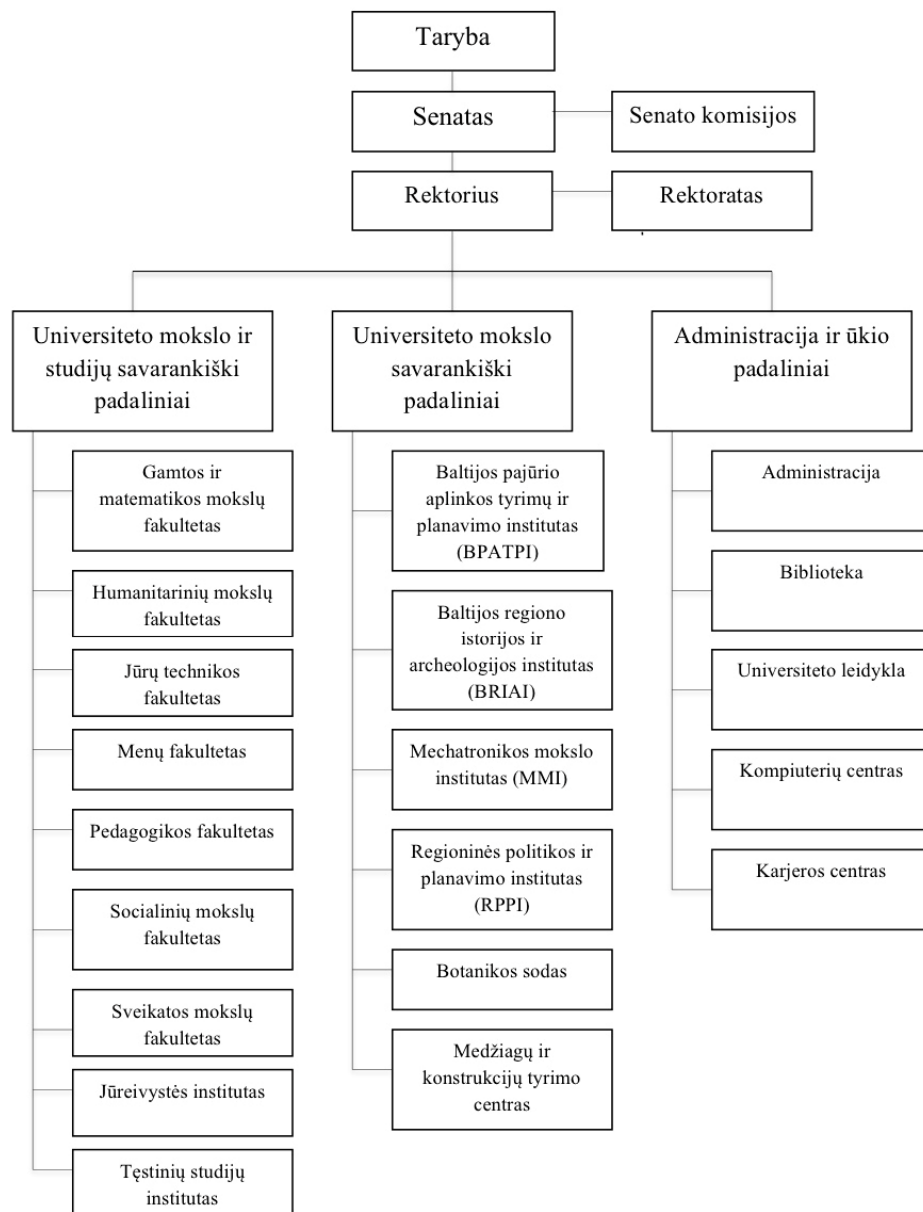 Taryba
Senatas
Senato komisijos
Rektorius
Rektoratas
Universiteto mokslo ir
studijų savarankiški
padaliniai
Gamtos ir
matematikos mokslų
fakultetas
Humanitarinių mokslų
fakultetas
Jūrų technikos
fakultetas
Menų fakultetas
Pedagogikos fakultetas
Socialinių mokslų
fakultetas
Sveikatos mokslų
fakultetas
Jūreivystės institutas
Tęstinių studijų
institutas
Universiteto mokslo
savarankiški
padaliniai
Baltijos pajūrio
aplinkos tyrimų ir
planavimo institutas
(BPATPI)
Baltijos regiono
istorijos ir
archeologijos institutas
(BRIAI)
Mechatronikos mokslo
institutas (MMI)
Regioninės politikos ir
planavimo institutas
(RPPI)
Botanikos sodas
Medžiagų ir
konstrukcijų tyrimo
centras
Administracija ir ūkio
padaliniai
Administracija
Biblioteka
Universiteto leidykla
Kompiuterių centras
Karjeros centras